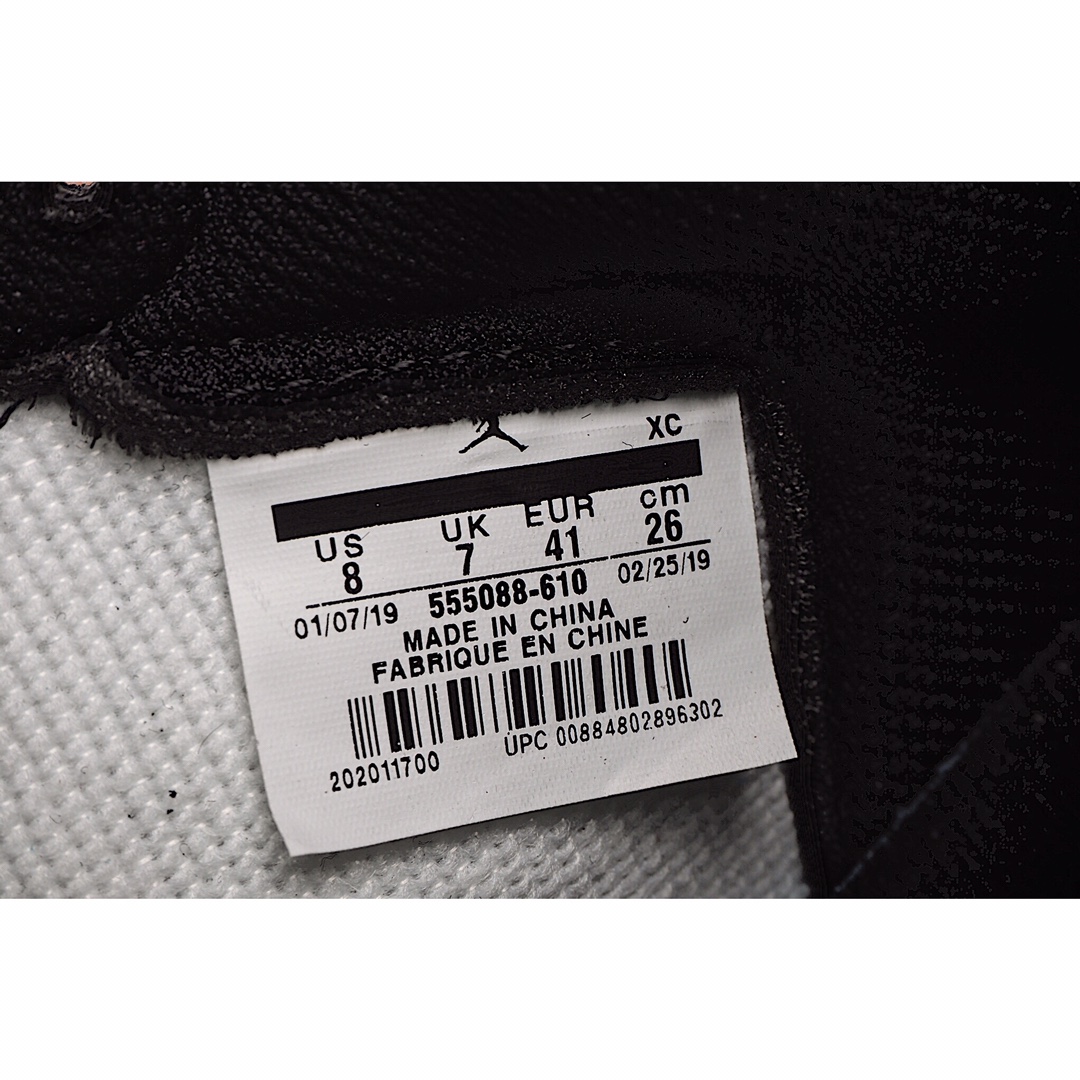 XC
US UK EUR cm
8 7 41 26
01/07/19 555088-610 02/25/19
MADE IN CHINA
FABRIQUE EN CHINE
202011700 UPC 00884802896302